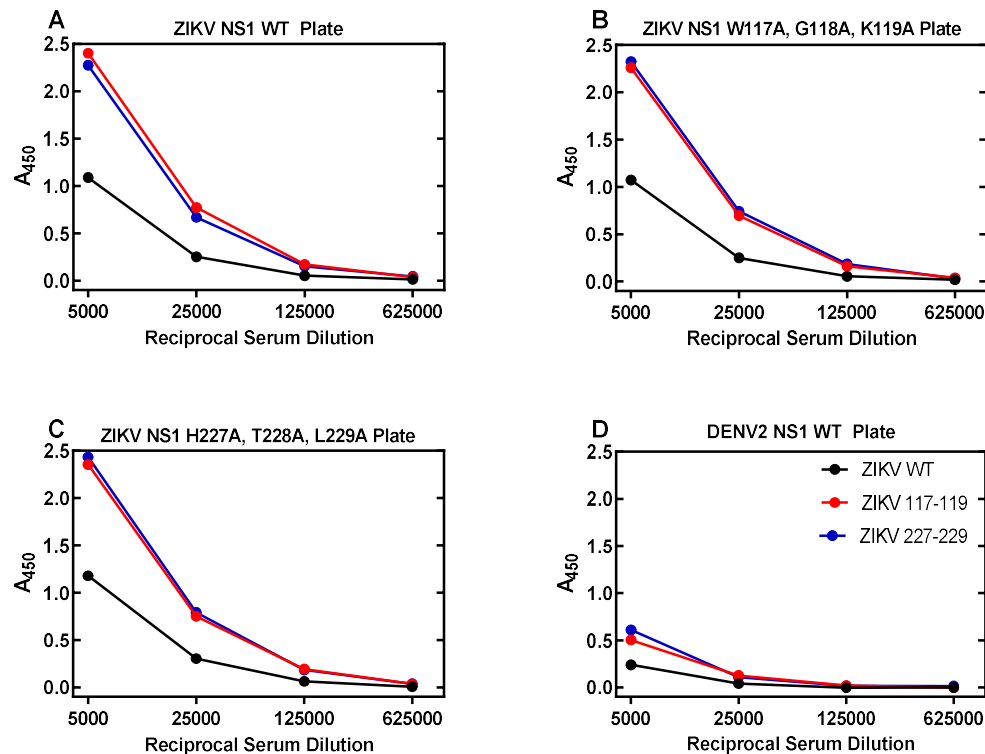 A
ZIKV NS1 WT Plate
2.5
2.0
1.5
1.0
0.5
0.0
A450
5000 25000 125000 625000
Reciprocal Serum Dilution
B
ZIKV NS1 W117A, G118A, K119A Plate
2.5
2.0
1.5
1.0
0.5
0.0
A450
5000 25000 125000 625000
Reciprocal Serum Dilution
C
ZIKV NS1 H227A, T228A, L229A Plate
2.5
2.0
1.5
1.0
0.5
0.0
A450
5000 25000 125000 625000
Reciprocal Serum Dilution
D
DENV2 NS1 WT Plate
2.5
2.0
1.5
1.0
0.5
0.0
A450
ZIKV WT
ZIKV 117-119
ZIKV 227-229
5000 25000 125000 625000
Reciprocal Serum Dilution